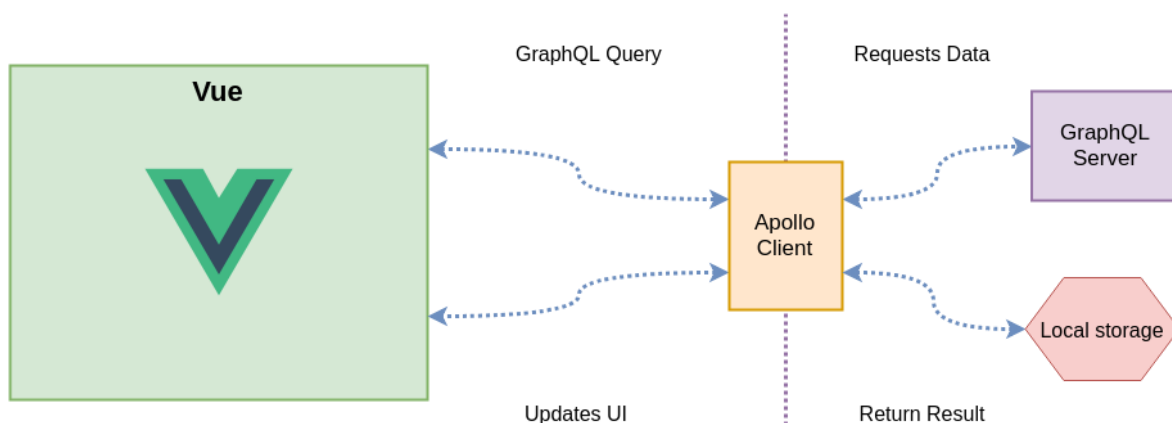 GraphQL Query
Requests Data
Vue
GraphQL
Server
Apollo
Client
Local storage
Updates UI
Return Result